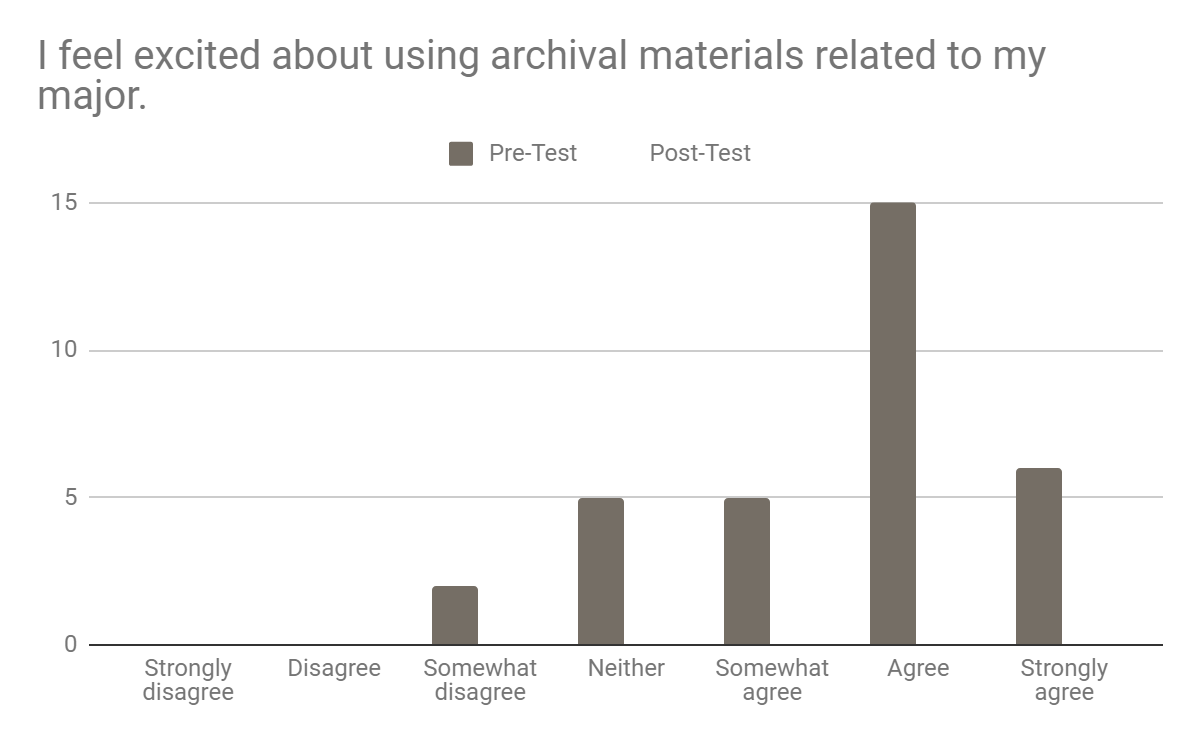 I feel excited about using archival materials related to my
major.
Pre-Test Post-Test
15
10
5
0
Strongly disagree
Disagree
Somewhat disagree
Neither
Somewhat agree
Agree
Strongly agree